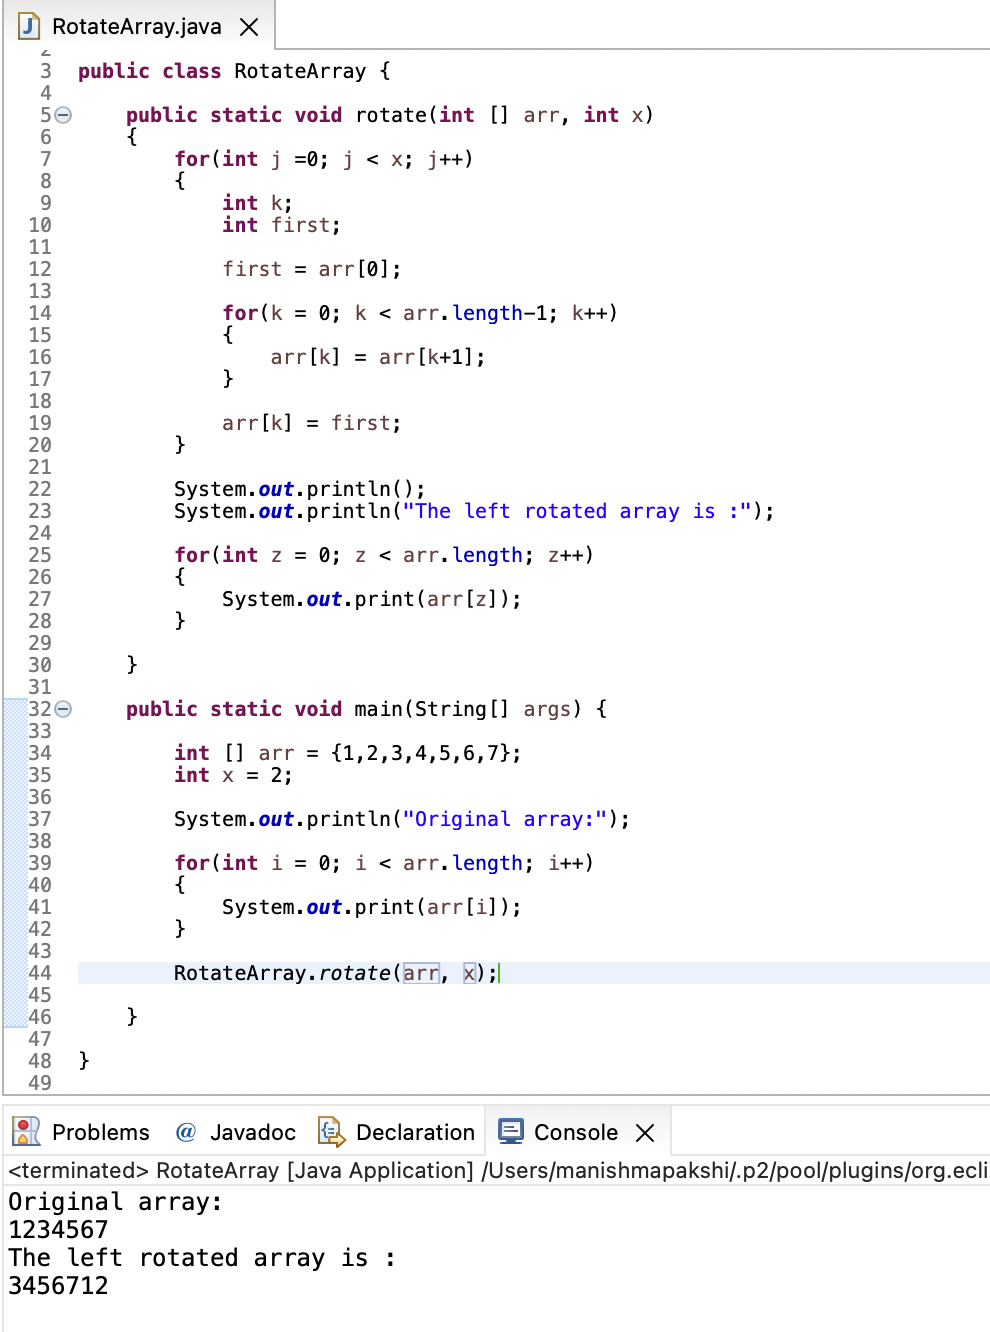 RotateArray.java
2
3 public class RotateArray {
4
5 public static void rotate(int [] arr, int x)
6 {
7 for(int j =0; j < x; j++)
8 {
9 int k;
10 int first;
11
12 first = arr[0];
13
14 for(k = 0; k < arr.length-1; k++)
15 {
16 arr[k] = arr[k+1];
17 }
18
19 arr[k] = first;
20 }
21
22 System.out.println();
23 System.out.println("The left rotated array is :");
24
25 for(int z = 0; z < arr.length; z++)
26 {
27 System.out.print(arr[z]);
28 }
29
30 }
31
32 public static void main(String[] args) {
33
34 int [] arr = {1,2,3,4,5,6,7};
35 int x = 2;
36
37 System.out.println("Original array:");
38
39 for(int i = 0; i < arr.length; i++)
40 {
41 System.out.print(arr[i]);
42 }
43
44 RotateArray.rotate(arr, x);
45
46 }
47
48 }
49
Problems @ Javadoc Declaration Console
<terminated> RotateArray [Java Application] /Users/manishmapakshi/.p2/pool/plugins/org.ecli
Original array:
1234567
The left rotated array is :
3456712